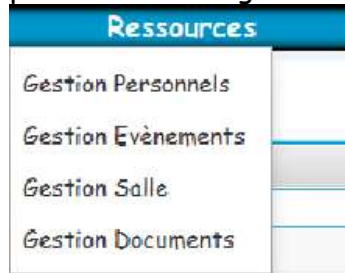 Ressources
Gestion Personnels
Gestion Evènements
Gestion Salle
Gestion Documents